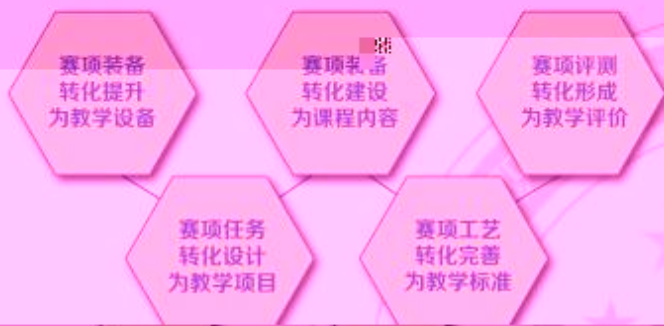 赛项装备
转化提升
为教学设备
赛项装备
转化建设
为课程内容
赛项评测
转化形成
为教学评价
赛项任务
转化设计
为教学项目
赛项工艺
转化完善
为教学标准